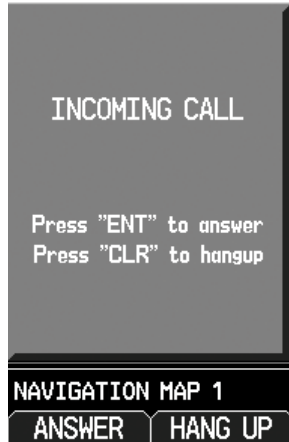 INCOMING CALL
Press ”ENT” to answer
Press ”CLR” to hangup
NAVIGATION MAP 1
ANSWER HANG UP